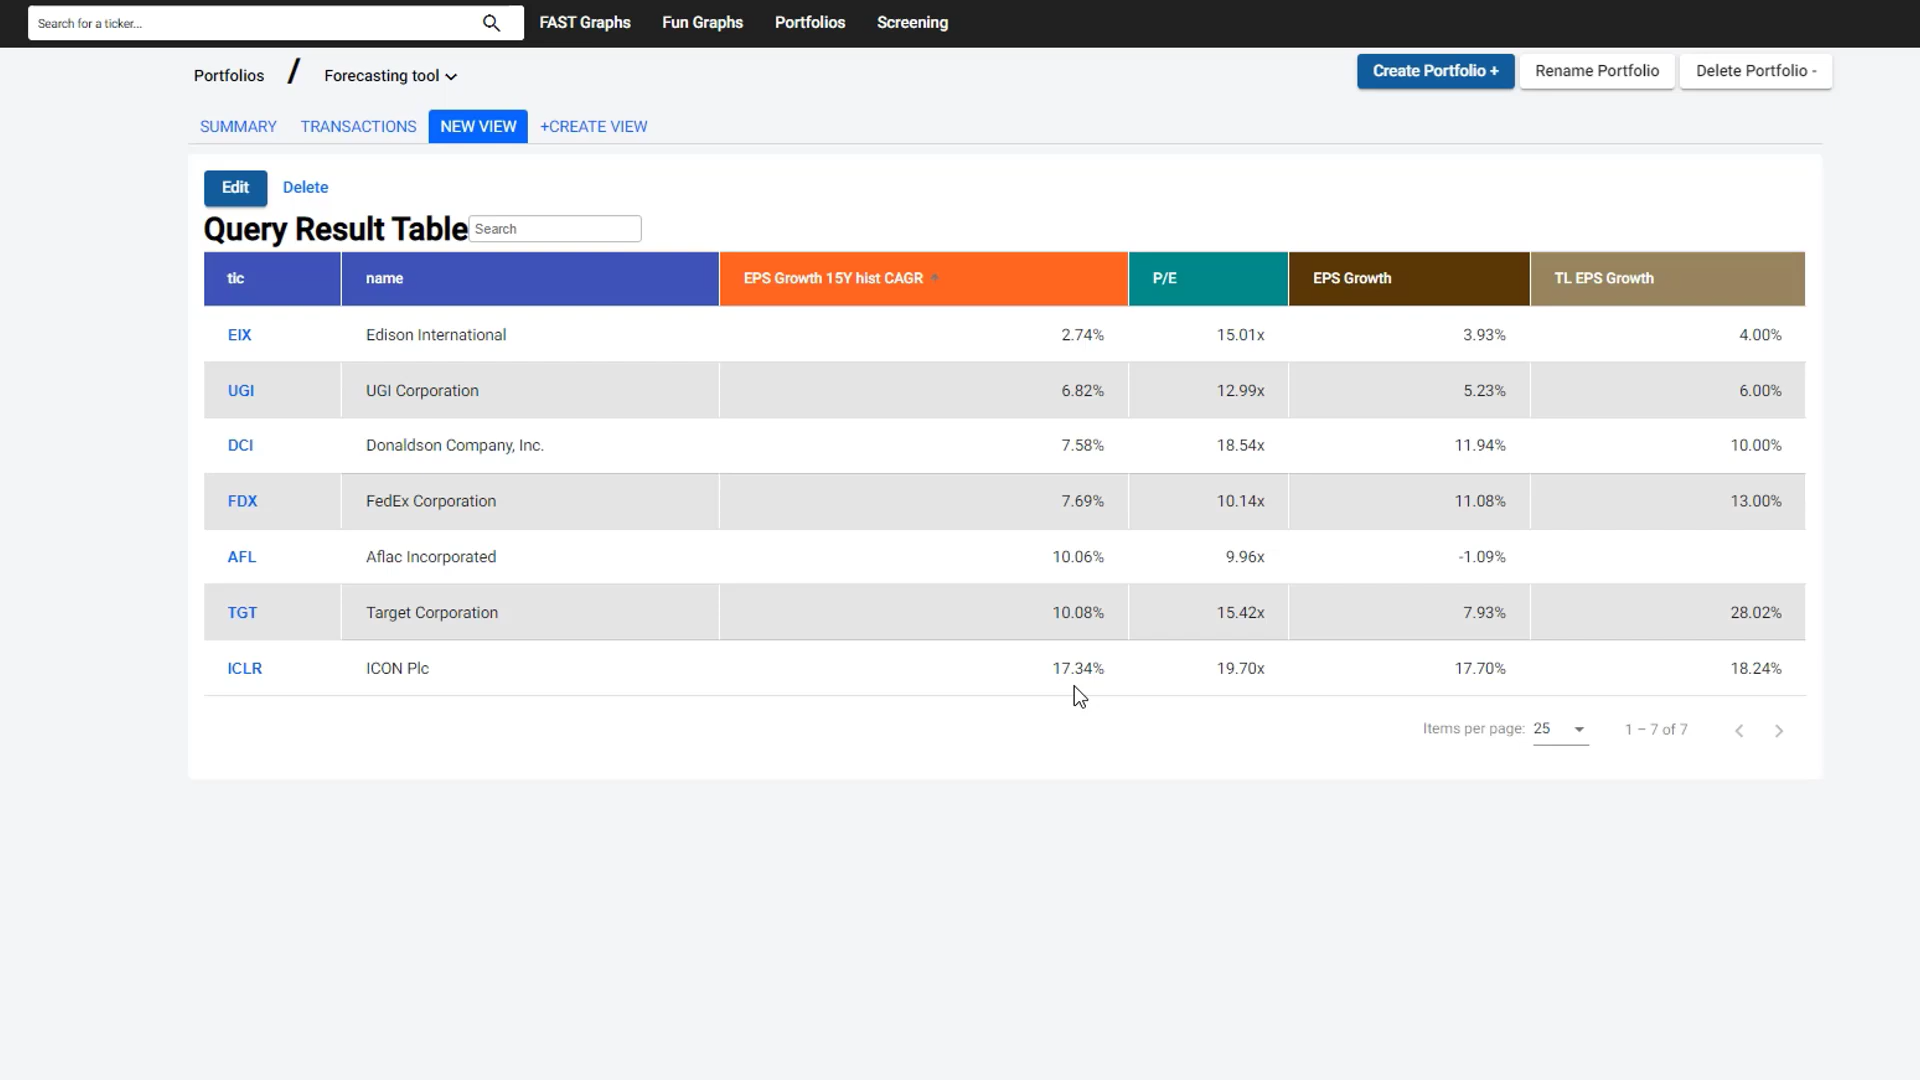 Search for a ticker... FAST Graphs Fun Graphs Portfolios Screening
Portfolios / Forecasting tool Create Portfolio + Rename Portfolio Delete Portfolio -
SUMMARY TRANSACTIONS NEW VIEW +CREATE VIEW
Edit Delete
Query Result Table Search
tic name EPS Growth 15Y hist CAGR P/E EPS Growth TL EPS Growth
EIX Edison International 2.74% 15.01x 3.93% 4.00%
UGI UGI Corporation 6.82% 12.99x 5.23% 6.00%
DCI Donaldson Company, Inc. 7.58% 18.54x 11.94% 10.00%
FDX FedEx Corporation 7.69% 10.14x 11.08% 13.00%
AFL Aflac Incorporated 10.06% 9.96x -1.09%
TGT Target Corporation 10.08% 15.42x 7.93% 28.02%
ICLR ICON Plc 17.34% 19.70x 17.70% 18.24%
Items per page: 25 1 – 7 of 7